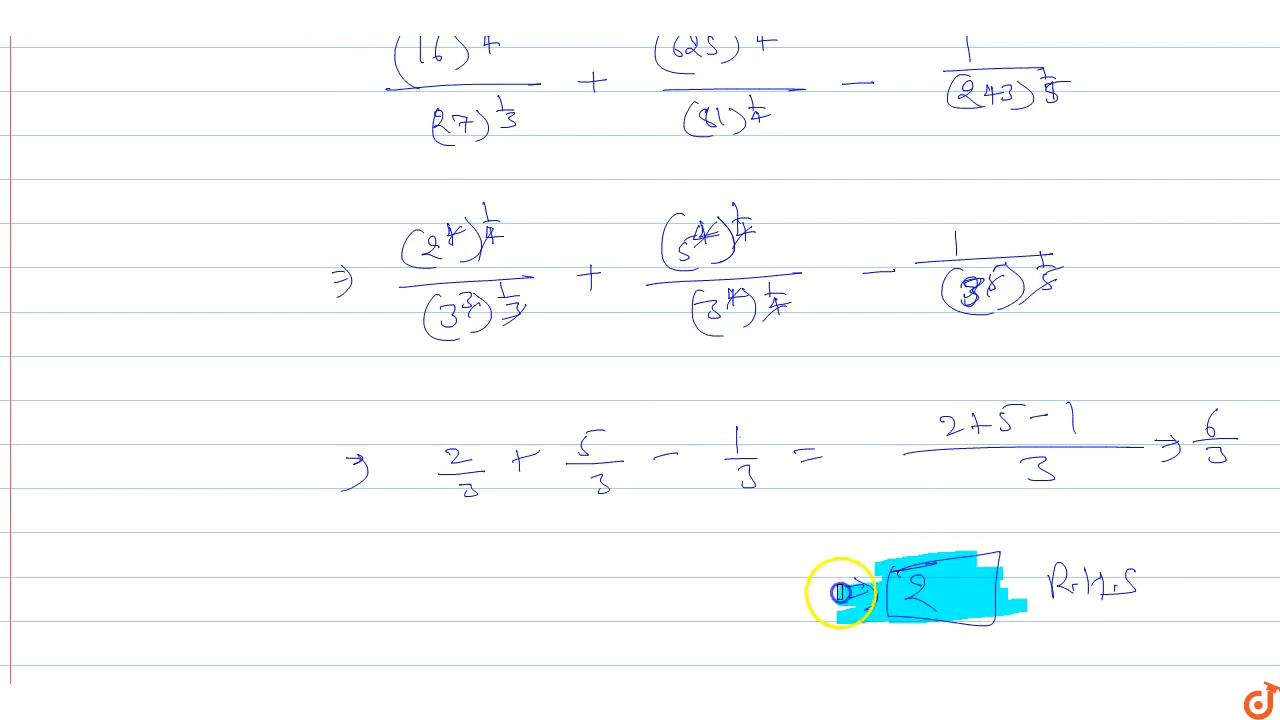 (16)^4/(27)^(1/3) + (625)^4/(81)^(1/4) − 1/(243)^(1/5)
⇒ (2^4)^(1/4)/(3^3)^(1/3) + (5^4)^(1/4)/(3^4)^(1/4) − 1/(3^5)^(1/5)
⇒ 2/3 + 5/3 − 1/3 = (2+5−1)/3 ⇒ 6/3
⇒ 2 R.H.S